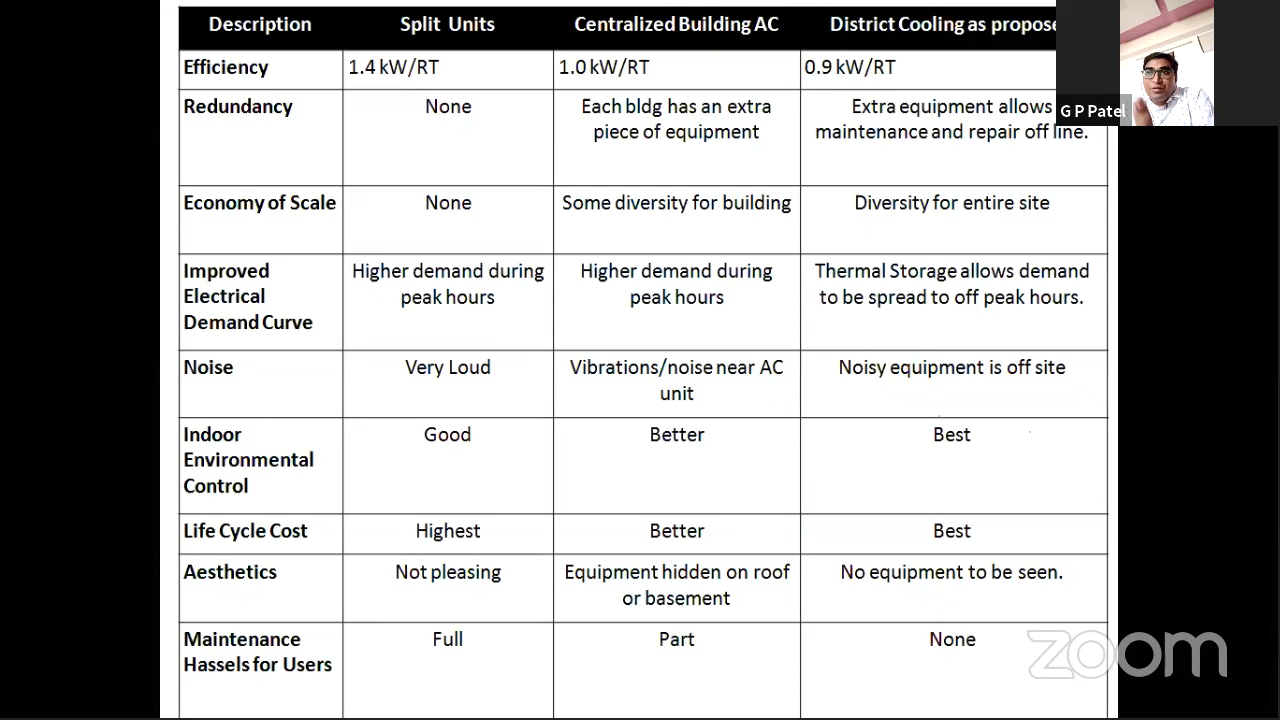 Description Split Units Centralized Building AC District Cooling as propose
Efficiency 1.4 kW/RT 1.0 kW/RT 0.9 kW/RT
Redundancy None Each bldg has an extra Extra equipment allows
piece of equipment maintenance and repair off line.
G P Patel
Economy of Scale None Some diversity for building Diversity for entire site
Improved Higher demand during Higher demand during Thermal Storage allows demand
Electrical peak hours peak hours to be spread to off peak hours.
Demand Curve
Noise Very Loud Vibrations/noise near AC Noisy equipment is off site
unit
Indoor Good Better Best
Environmental
Control
Life Cycle Cost Highest Better Best
Aesthetics Not pleasing Equipment hidden on roof No equipment to be seen.
or basement
Maintenance Full Part None
Hassels for Users
zoom